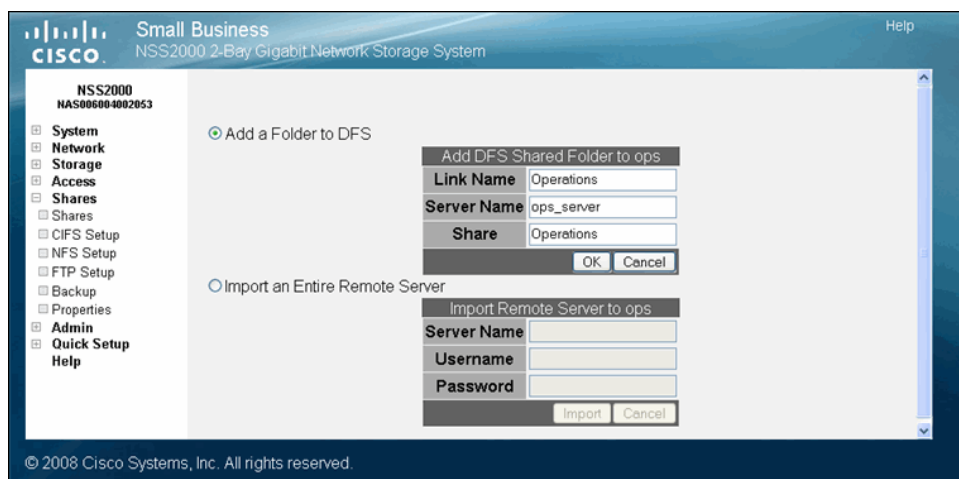 CISCO.
Small Business
NSS2000 2-Bay Gigabit Network Storage System
Help
NSS2000
NAS006004002053
System
Network
Storage
Access
Shares
Shares
CIFS Setup
NFS Setup
FTP Setup
Backup
Properties
Admin
Quick Setup
Help
Add a Folder to DFS
Add DFS Shared Folder to ops
Link Name Operations
Server Name ops_server
Share Operations
OK Cancel
Import an Entire Remote Server
Import Remote Server to ops
Server Name
Username
Password
Import Cancel
© 2008 Cisco Systems, Inc. All rights reserved.